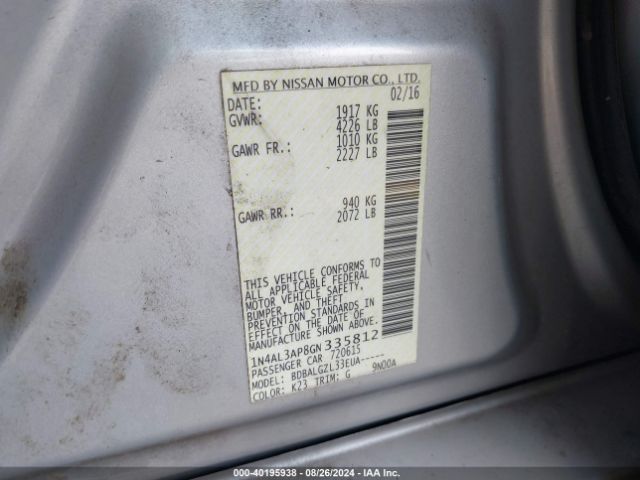 MFD BY NISSAN MOTOR CO., LTD.
DATE: 02/16
GVWR: 1917 KG
4226 LB
GAWR FR.: 1010 KG
2227 LB
GAWR RR.: 940 KG
2072 LB
THIS VEHICLE CONFORMS TO
ALL APPLICABLE FEDERAL
MOTOR VEHICLE SAFETY,
BUMPER, AND THEFT
PREVENTION STANDARDS IN
EFFECT ON THE DATE OF
MANUFACTURE SHOWN ABOVE.
1N4AL3AP8GN335812
PASSENGER CAR 720615
MODEL: BDBALGZL33EUA-----
COLOR: K23 TRIM: G 9N00A
000-40195938 - 08/26/2024 - IAA Inc.